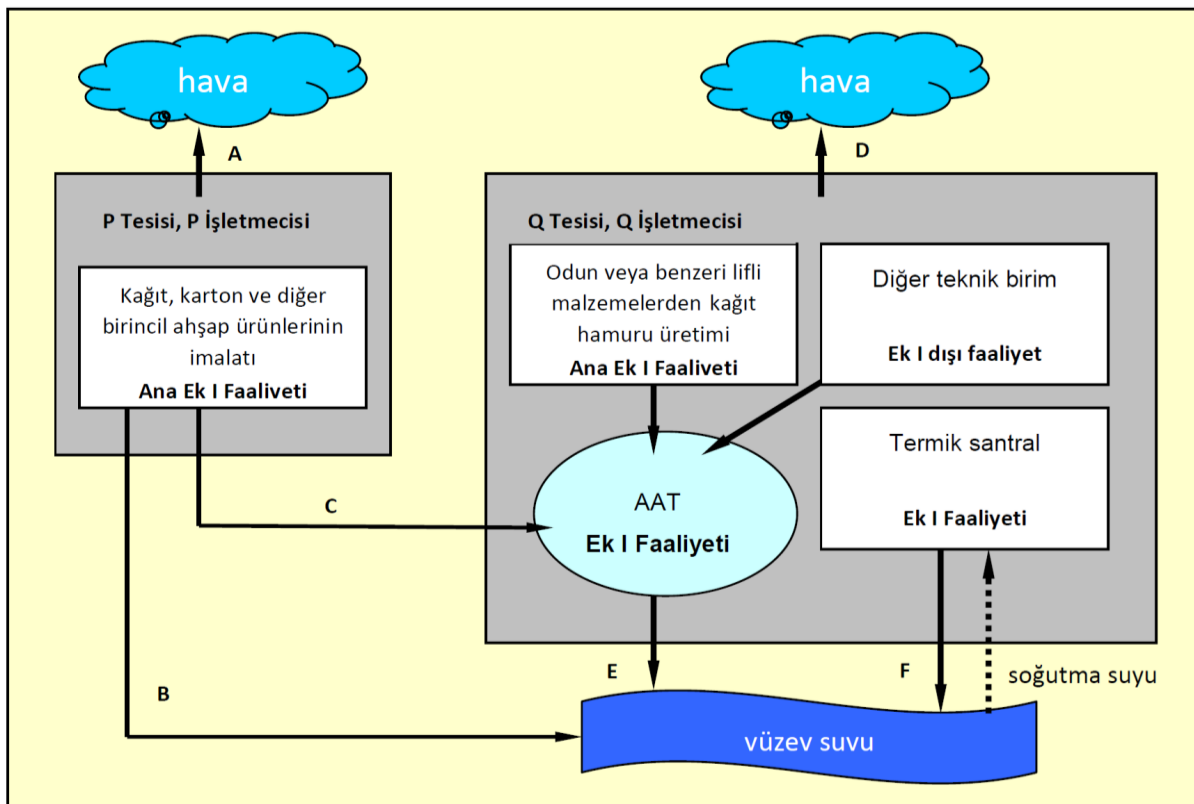 hava
hava
A
D
P Tesisi, P İşletmecisi
Kağıt, karton ve diğer
birincil ahşap ürünlerinin
imalatı
Ana Ek I Faaliveti
Q Tesisi, Q İşletmecisi
Odun veya benzeri lifli
malzemelerden kağıt
hamuru üretimi
Ana Ek I Faaliveti
Diğer teknik birim
Ek I dışı faaliyet
Termik santral
Ek I Faaliyeti
AAT
Ek I Faaliyeti
C
B
E
F
soğutma suyu
vüzev suvu